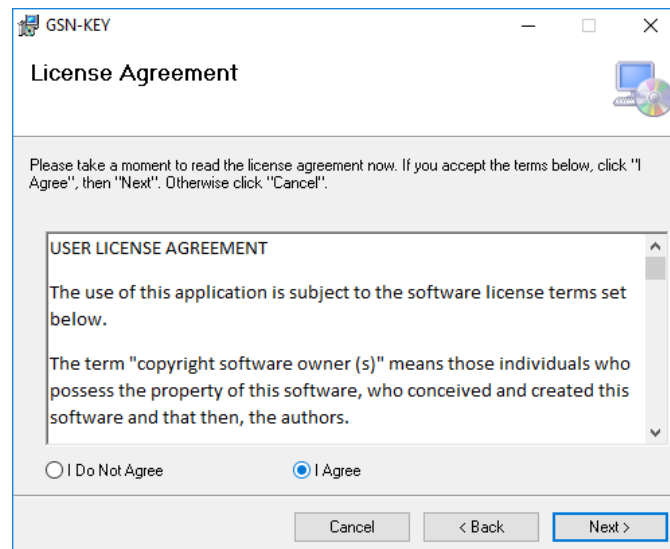 GSN-KEY
License Agreement
Please take a moment to read the license agreement now. If you accept the terms below, click "I
Agree", then "Next". Otherwise click "Cancel".
USER LICENSE AGREEMENT
The use of this application is subject to the software license terms set
below.
The term "copyright software owner (s)" means those individuals who
possess the property of this software, who conceived and created this
software and that then, the authors.
I Do Not Agree
I Agree
Cancel
< Back
Next >